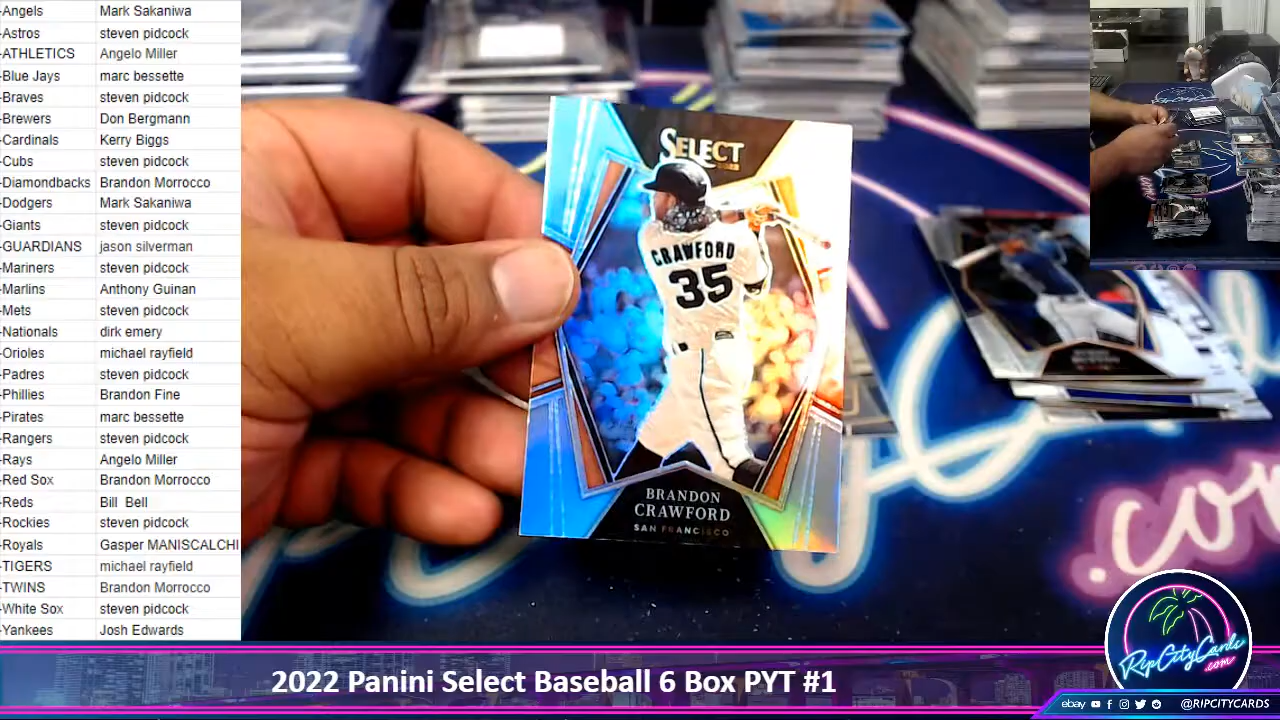 -Angels Mark Sakaniwa
-Astros steven pidcock
-ATHLETICS Angelo Miller
-Blue Jays marc bessette
-Braves steven pidcock
-Brewers Don Bergmann
-Cardinals Kerry Biggs
-Cubs steven pidcock
-Diamondbacks Brandon Morrocco
-Dodgers Mark Sakaniwa
-Giants steven pidcock
-GUARDIANS jason silverman
-Mariners steven pidcock
-Marlins Anthony Guinan
-Mets steven pidcock
-Nationals dirk emery
-Orioles michael rayfield
-Padres steven pidcock
-Phillies Brandon Fine
-Pirates marc bessette
-Rangers steven pidcock
-Rays Angelo Miller
-Red Sox Brandon Morrocco
-Reds Bill Bell
-Rockies steven pidcock
-Royals Gasper MANISCALCHI
-TIGERS michael rayfield
-TWINS Brandon Morrocco
-White Sox steven pidcock
-Yankees Josh Edwards
SELECT
CRAWFORD
35
BRANDON
CRAWFORD
SAN FRANCISCO
.com
RipCityCards
.com
2022 Panini Select Baseball 6 Box PYT #1
ebay @RIPCITYCARDS